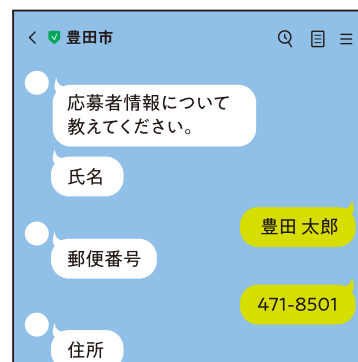 豊田市
応募者情報について
教えてください。
氏名
豊田 太郎
郵便番号
471-8501
住所